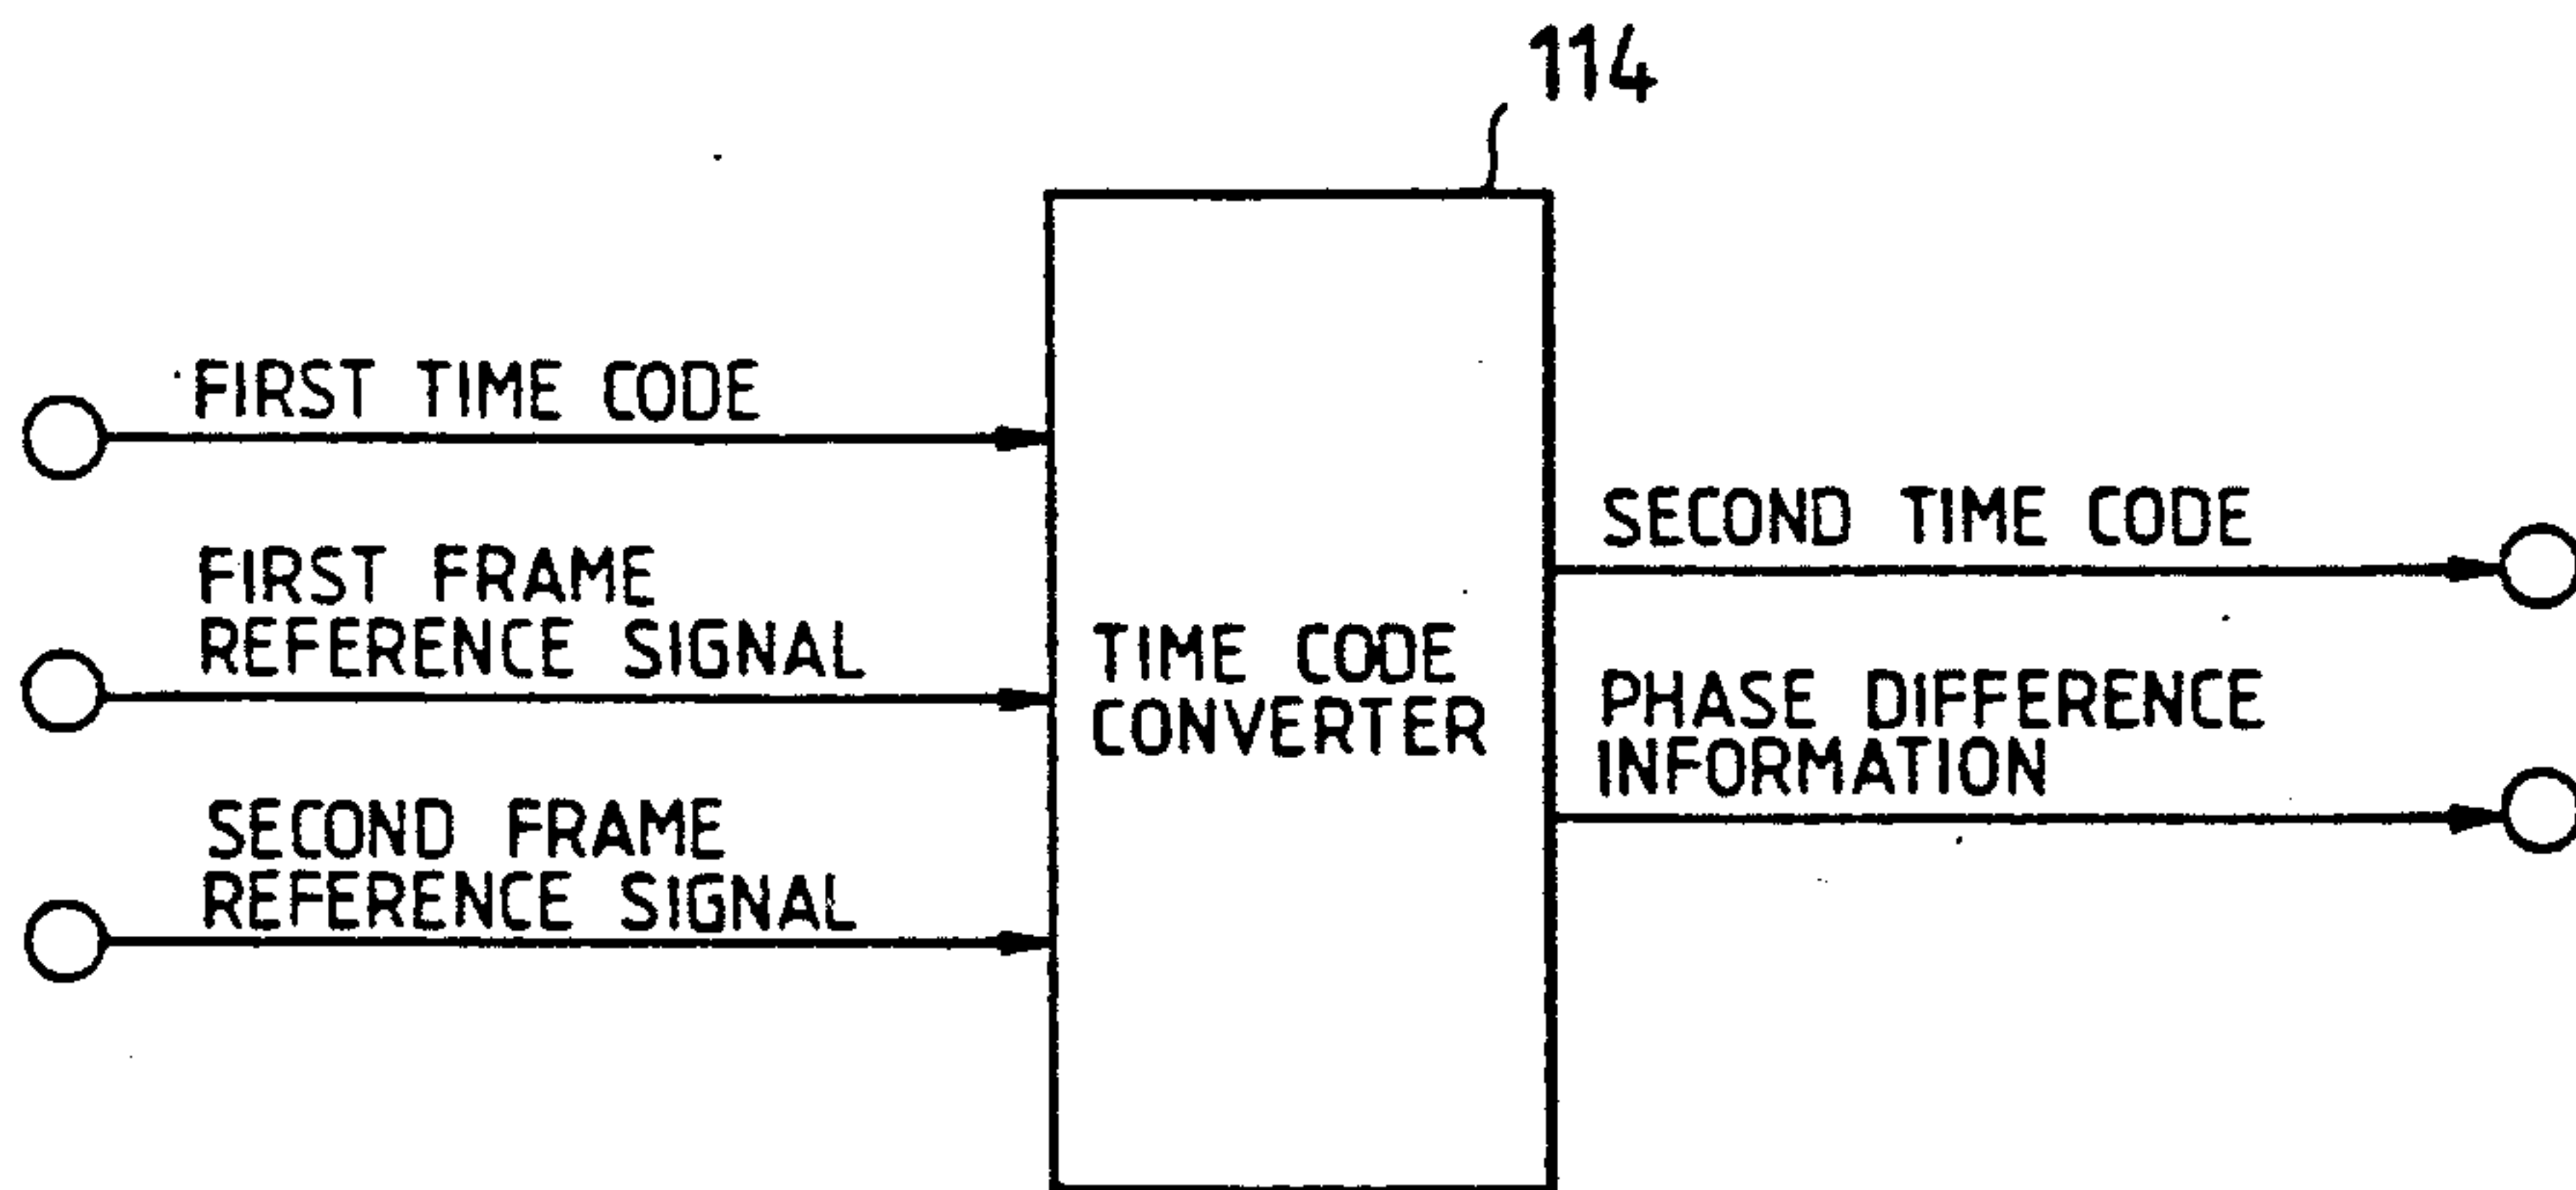 114
FIRST TIME CODE
FIRST FRAME
REFERENCE SIGNAL
SECOND FRAME
REFERENCE SIGNAL
TIME CODE
CONVERTER
SECOND TIME CODE
PHASE DIFFERENCE
INFORMATION